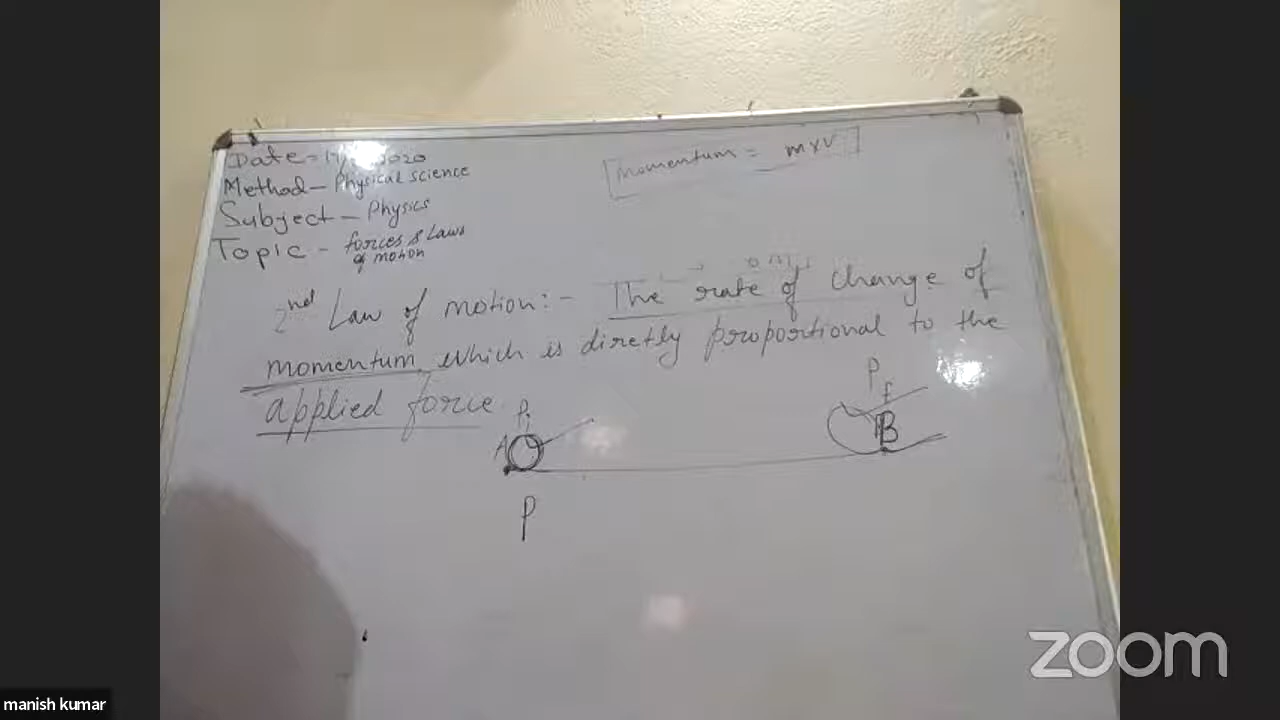 Date = 2020
Method - Physical science
Subject - Physics
Topic - forces & Laws
of motion
Momentum = m x v
2nd Law of motion:- The rate of change of
momentum which is diretly proportional to the
applied force
Pi
A
Pf
B
P
zoom
manish kumar